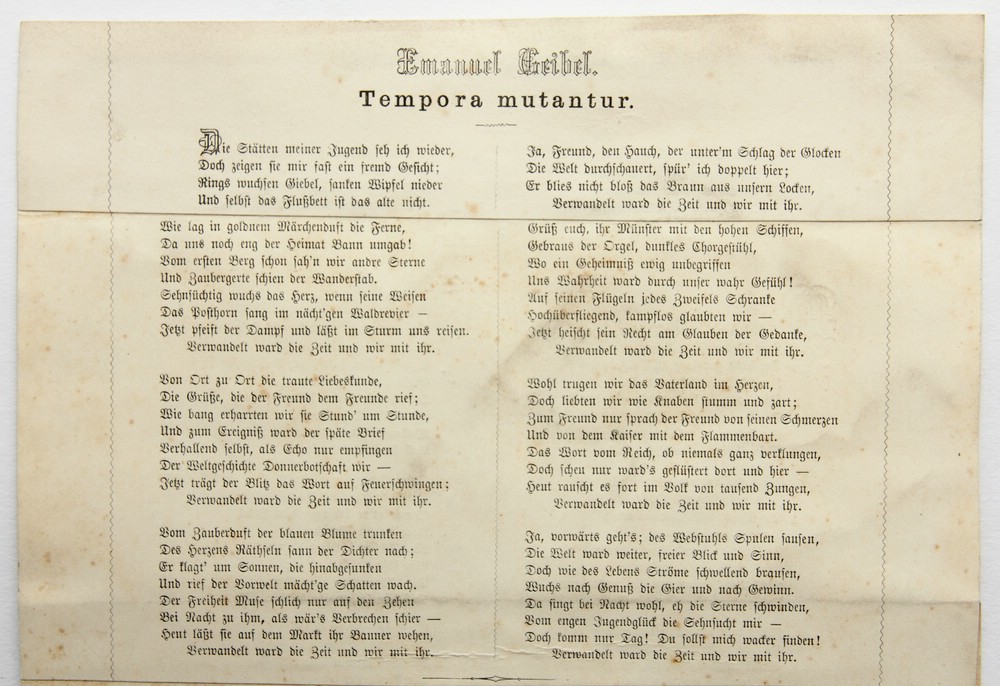 Emanuel Geibel.
Tempora mutantur.
Die Stätten meiner Jugend seh ich wieder,
Doch zeigen sie mir fast ein fremd Gesicht;
Rings wuchsen Giebel, sanken Wipfel nieder
Und selbst das Flußbett ist das alte nicht.
Wie lag in goldnem Märchenduft die Ferne,
Da uns noch eng der Heimat Bann umgab!
Vom ersten Berg schon sah'n wir andre Sterne
Und Zaubergerte schien der Wanderstab.
Sehnsüchtig wuchs das Herz, wenn seine Weisen
Das Posthorn sang im nächt'gen Waldrevier —
Jetzt pfeift der Dampf und läßt im Sturm uns reisen.
Verwandelt ward die Zeit und wir mit ihr.
Von Ort zu Ort die traute Liebeskunde,
Die Grüße, die der Freund dem Freunde rief;
Wie bang erharrten wir sie Stund' um Stunde,
Und zum Ereigniß ward der späte Brief
Verhallend selbst, als Echo nur empfingen
Der Weltgeschichte Donnerbotschaft wir —
Jetzt trägt der Blitz das Wort auf Feuerschwingen;
Verwandelt ward die Zeit und wir mit ihr.
Vom Zauberduft der blauen Blume trunken
Des Herzens Räthseln sann der Dichter nach;
Er klagt' um Sonnen, die hinabgesunken
Und rief der Vorwelt mächt'ge Schatten wach.
Der Freiheit Muse schlich nur auf den Zehen
Bei Nacht zu ihm, als wär's Verbrechen schier —
Heut läßt sie auf dem Markt ihr Banner wehen,
Verwandelt ward die Zeit und wir mit ihr.
Ja, Freund, den Hauch, der unter'm Schlag der Glocken
Die Welt durchschauert, spür' ich doppelt hier;
Er blies nicht bloß das Braun aus unsern Locken,
Verwandelt ward die Zeit und wir mit ihr.
Grüß euch, ihr Münster mit den hohen Schiffen,
Gebraus der Orgel, dunkles Chorgestühl,
Wo ein Geheimniß ewig unbegriffen
Uns Wahrheit ward durch unser wahr Gefühl!
Auf seinen Flügeln jedes Zweifels Schranke
Hochüberfliegend, kampflos glaubten wir —
Jetzt heischt sein Recht am Glauben der Gedanke,
Verwandelt ward die Zeit und wir mit ihr.
Wohl trugen wir das Vaterland im Herzen,
Doch liebten wir wie Knaben stumm und zart;
Zum Freund nur sprach der Freund von seinen Schmerzen
Und von dem Kaiser mit dem Flammenbart.
Das Wort vom Reich, ob niemals ganz verklungen,
Doch scheu nur ward's geflüstert dort und hier —
Heut rauscht es fort im Volk von tausend Zungen,
Verwandelt ward die Zeit und wir mit ihr.
Ja, vorwärts geht's; des Webstuhls Spulen sausen,
Die Welt ward weiter, freier Blick und Sinn,
Doch wie des Lebens Ströme schwellend brausen,
Wuchs nach Genuß die Gier und nach Gewinn.
Da singt bei Nacht wohl, eh die Sterne schwinden,
Vom engen Jugendglück die Sehnsucht mir —
Doch komm nur Tag! Du sollst mich wacker finden!
Verwandelt ward die Zeit und wir mit ihr.